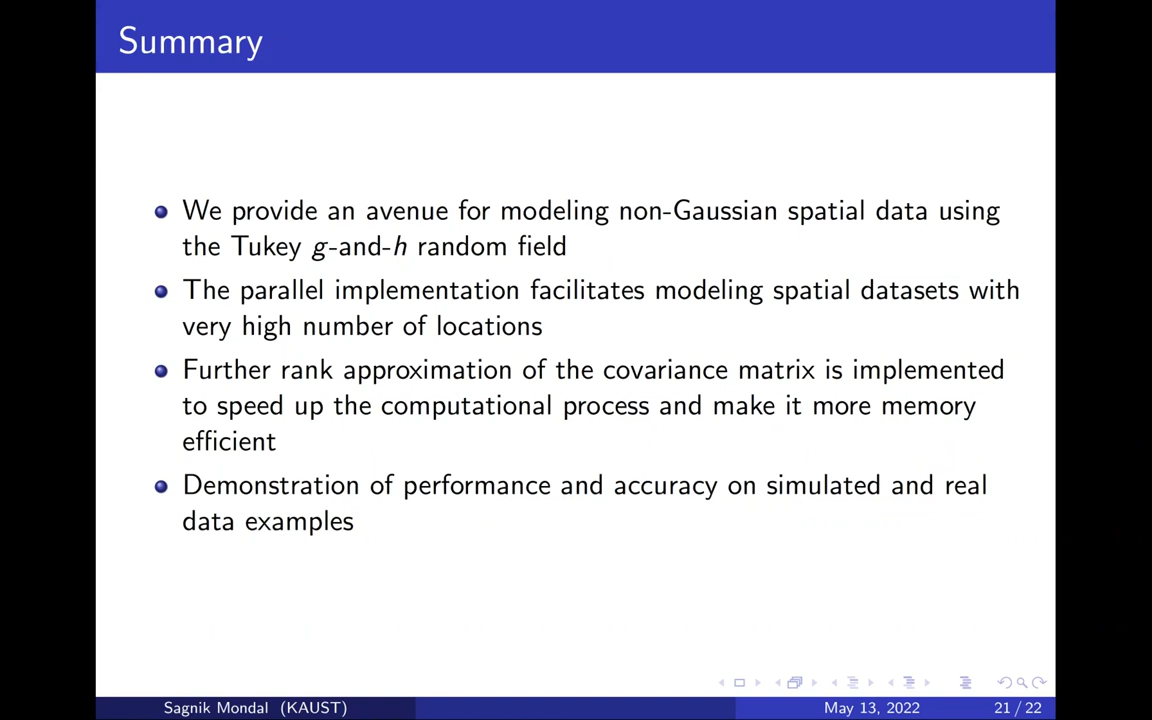 Summary
We provide an avenue for modeling non-Gaussian spatial data using
the Tukey g-and-h random field
The parallel implementation facilitates modeling spatial datasets with
very high number of locations
Further rank approximation of the covariance matrix is implemented
to speed up the computational process and make it more memory
efficient
Demonstration of performance and accuracy on simulated and real
data examples
Sagnik Mondal (KAUST) May 13, 2022 21 / 22